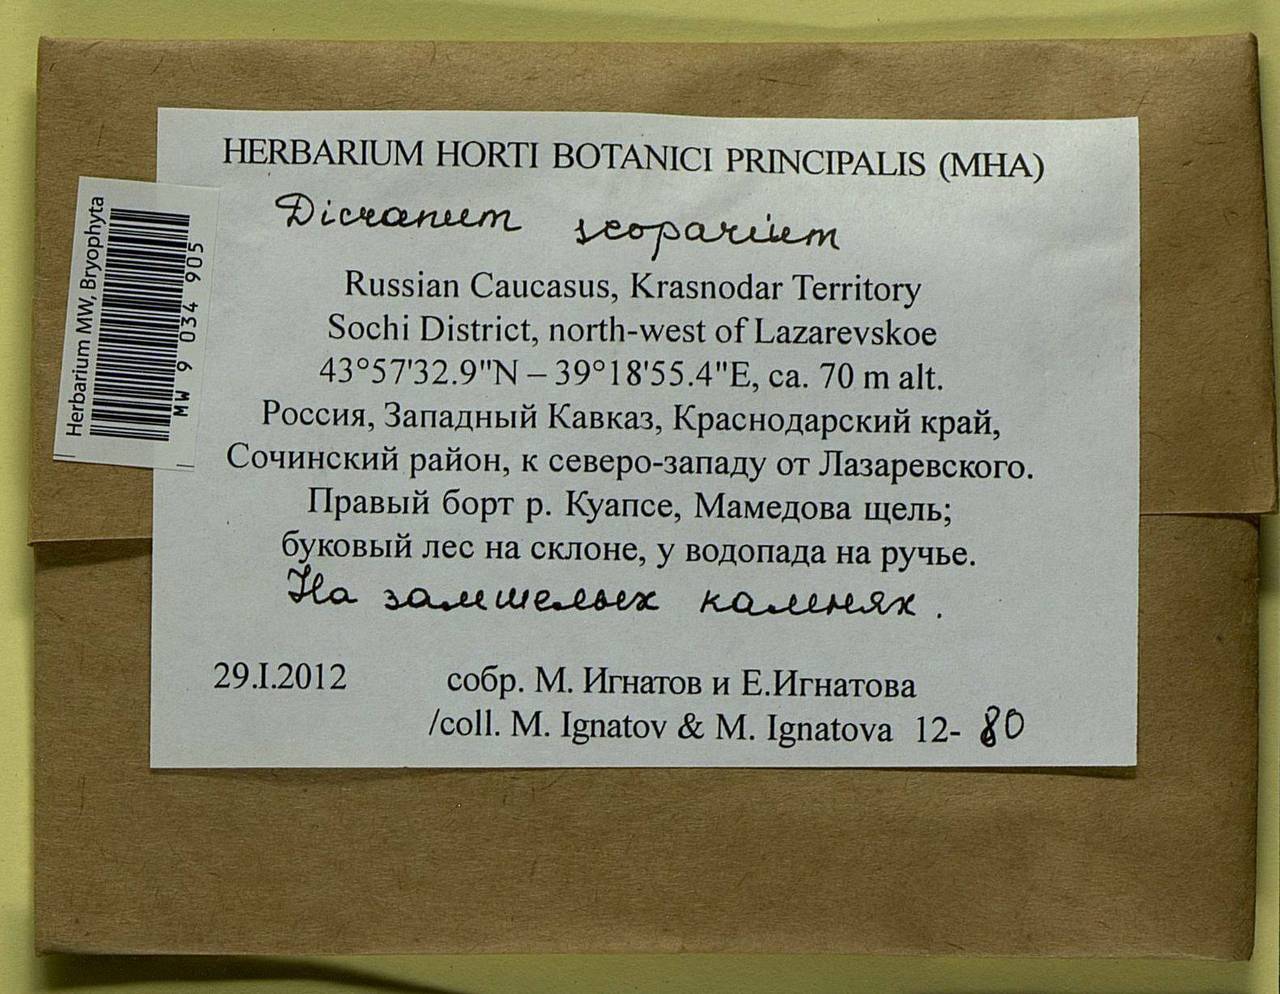 HERBARIUM HORTI BOTANICI PRINCIPALIS (MHA)
Dicranum scoparium
Russian Caucasus, Krasnodar Territory
Sochi District, north-west of Lazarevskoe
43°57'32.9"N – 39°18'55.4"E, ca. 70 m alt.
Россия, Западный Кавказ, Краснодарский край,
Сочинский район, к северо-западу от Лазаревского.
Правый борт р. Куапсе, Мамедова щель;
буковый лес на склоне, у водопада на ручье.
На замшелых камнях.
29.I.2012 собр. М. Игнатов и Е.Игнатова
/coll. M. Ignatov & M. Ignatova 12- 80
Herbarium MW, Bryophyta
MW 9 034 905